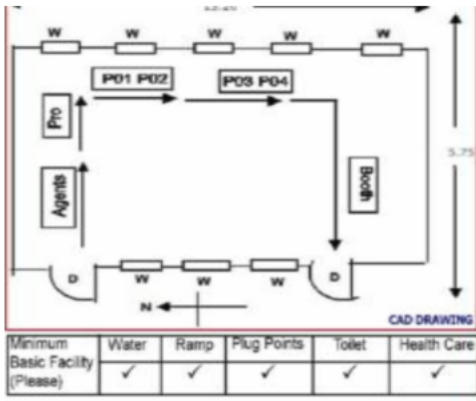 W W W W W
P01 P02
P03 P04
Pro
5.75
Booth
Agents
D
D
W W W
N
CAD DRAWING
Minimum Basic Facility (Please) Water Ramp Plug Points Toilet Health Care
✓ ✓ ✓ ✓ ✓